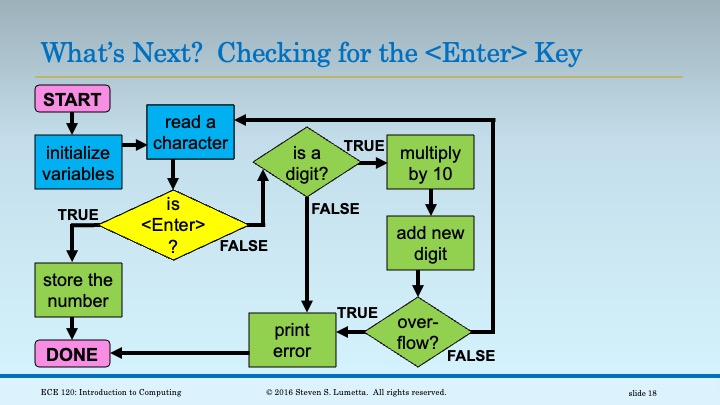 What's Next?  Checking for the <Enter> Key
START
read a
character
initialize
variables
is a
digit?
TRUE
multiply
by 10
is
<Enter>
?
TRUE
FALSE
FALSE
add new
digit
store the
number
print
error
TRUE
over-
flow?
FALSE
DONE
ECE 120: Introduction to Computing
© 2016 Steven S. Lumetta.  All rights reserved.
slide 18